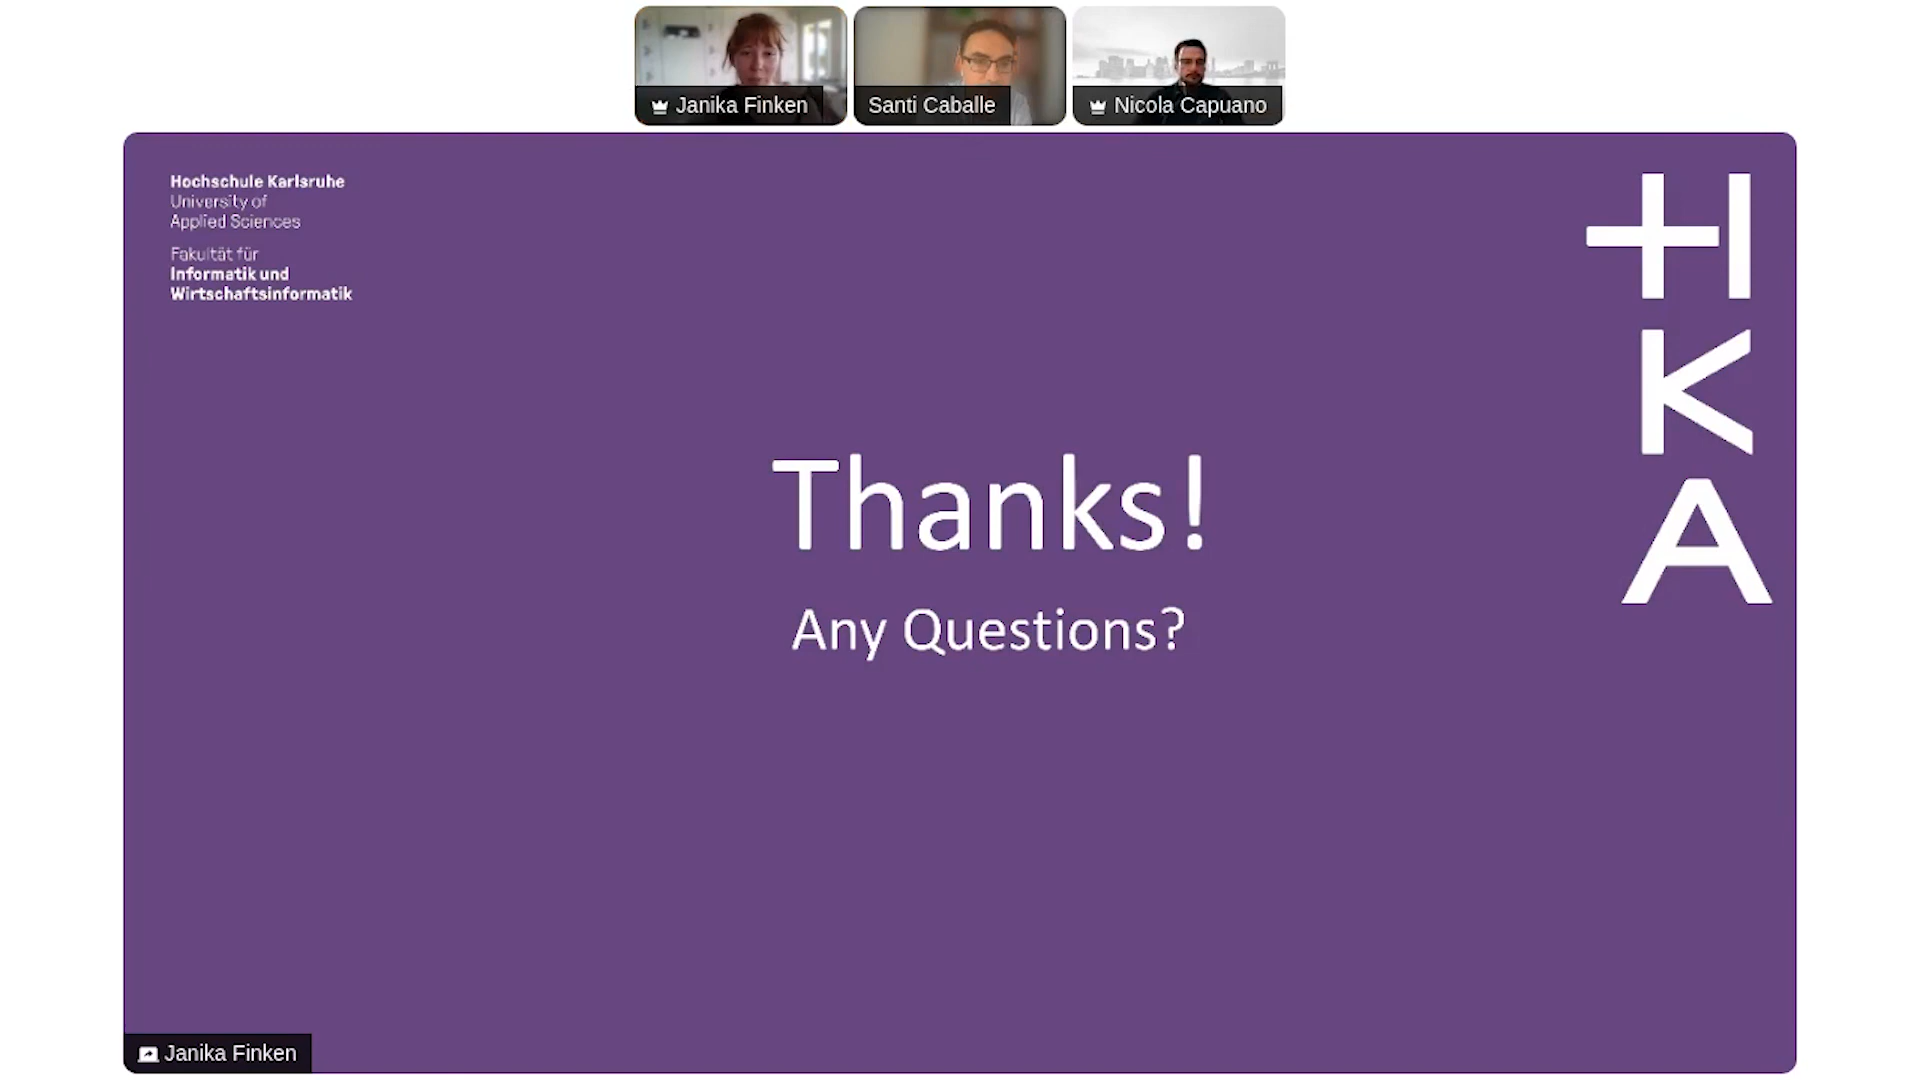 Janika Finken
Santi Caballe
Nicola Capuano
Hochschule Karlsruhe
University of
Applied Sciences
Fakultät für
Informatik und
Wirtschaftsinformatik
H
K
A
Thanks!
Any Questions?
Janika Finken